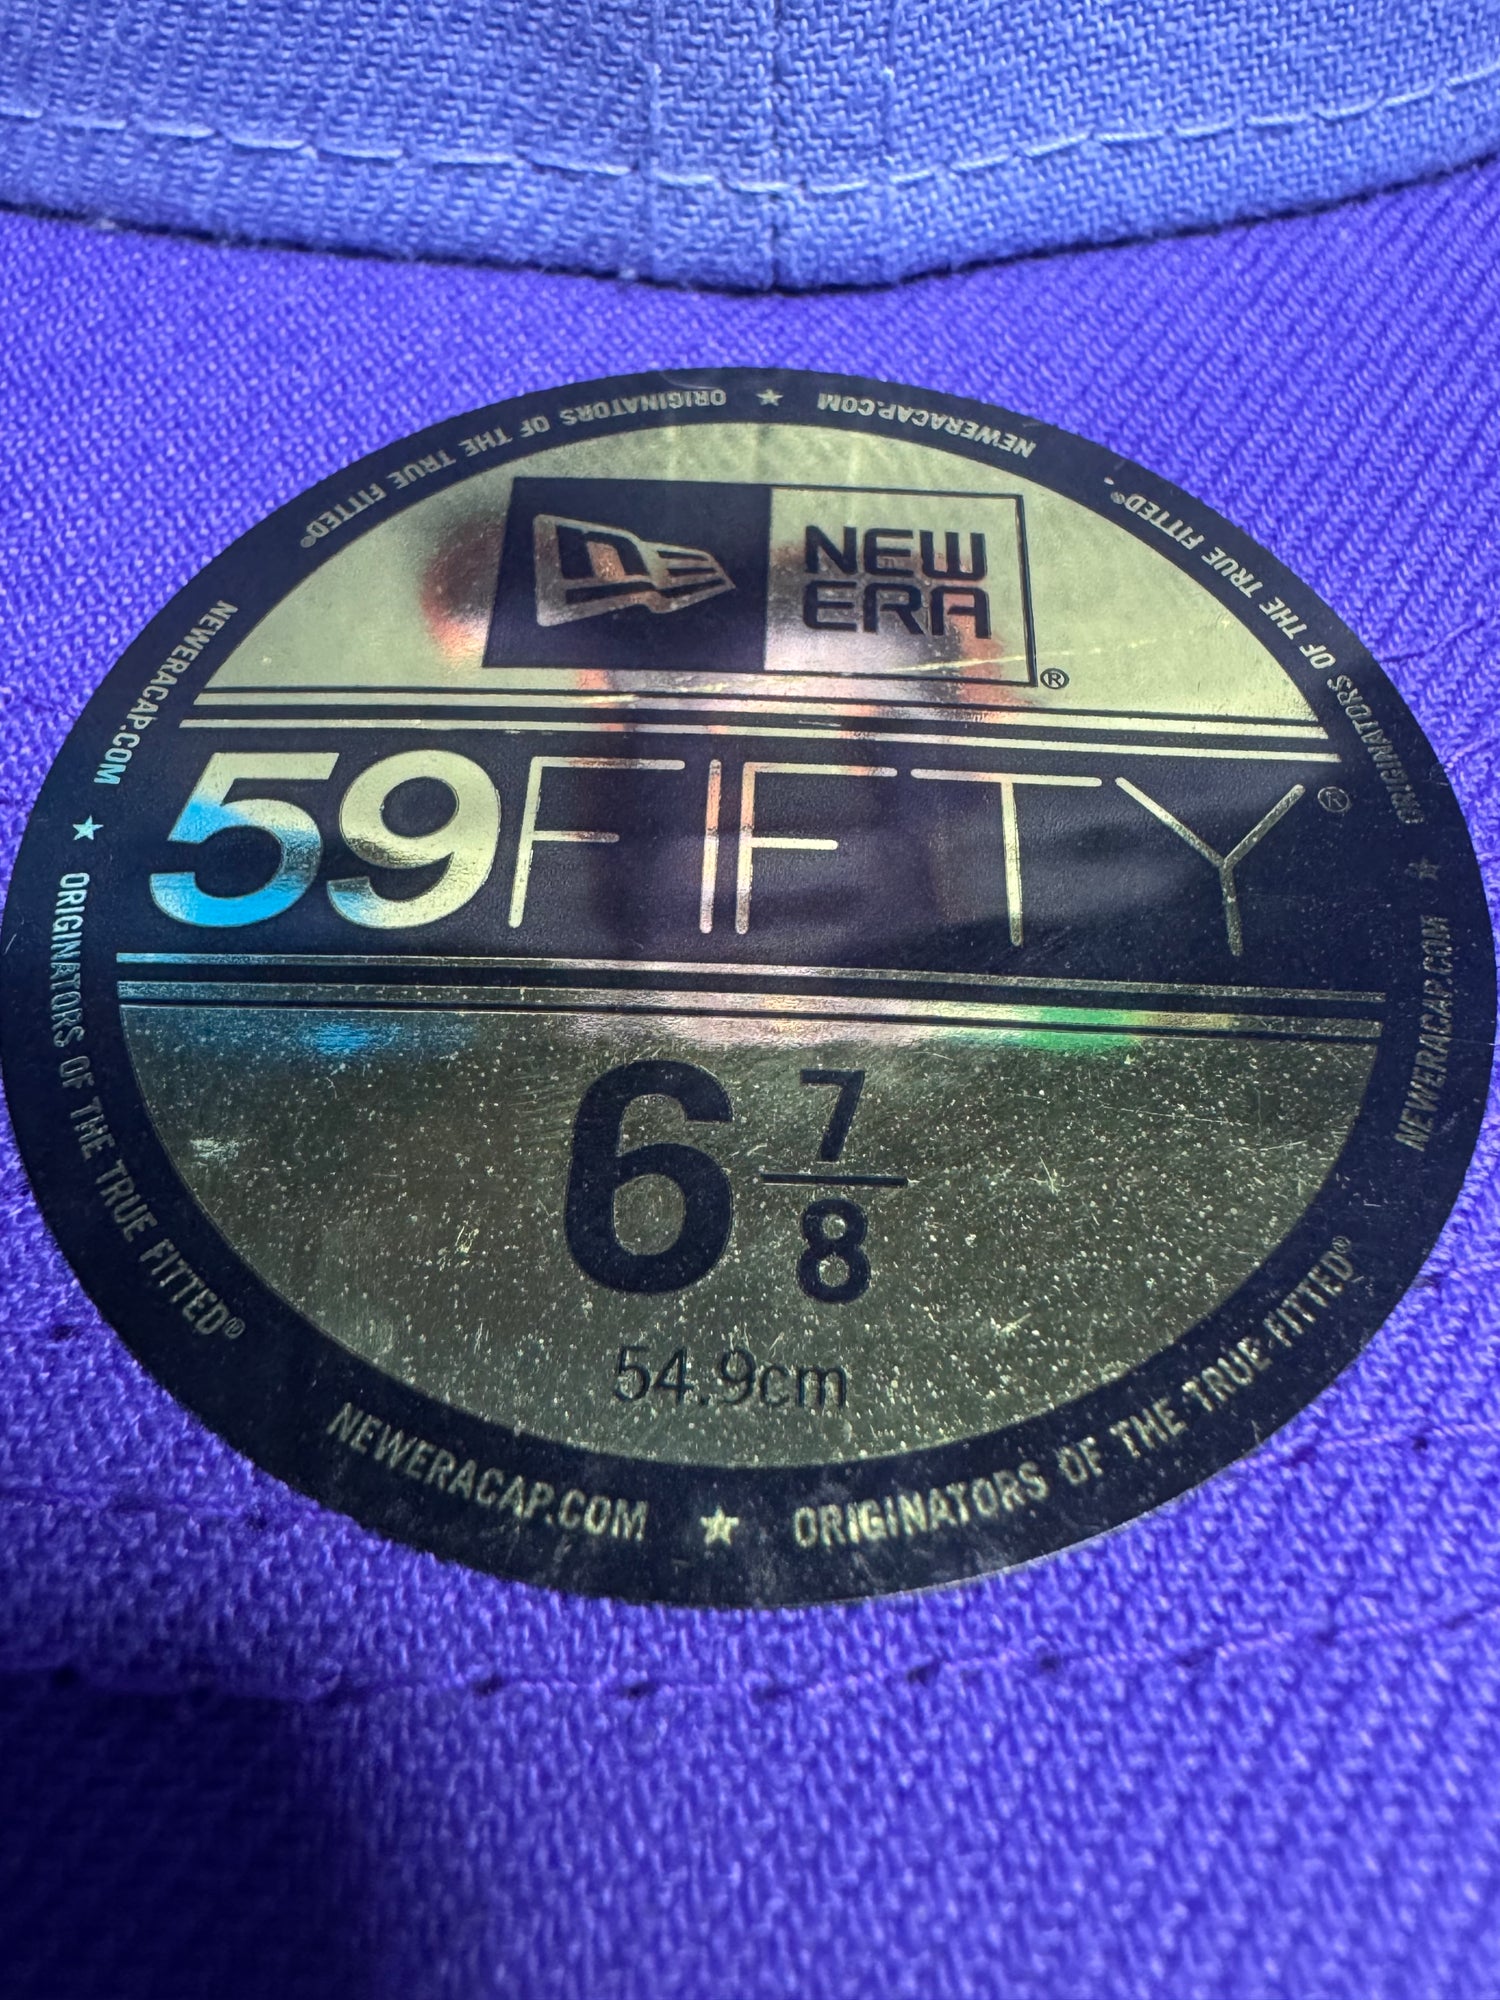 NEW
ERA®
59FIFTY®
6 7/8
54.9cm
NEWERACAP.COM ★ ORIGINATORS OF THE TRUE FITTED®
NEWERACAP.COM ★ ORIGINATORS OF THE TRUE FITTED®
NEWERACAP.COM ★ ORIGINATORS OF THE TRUE FITTED®
NEWERACAP.COM ★ ORIGINATORS OF THE TRUE FITTED®